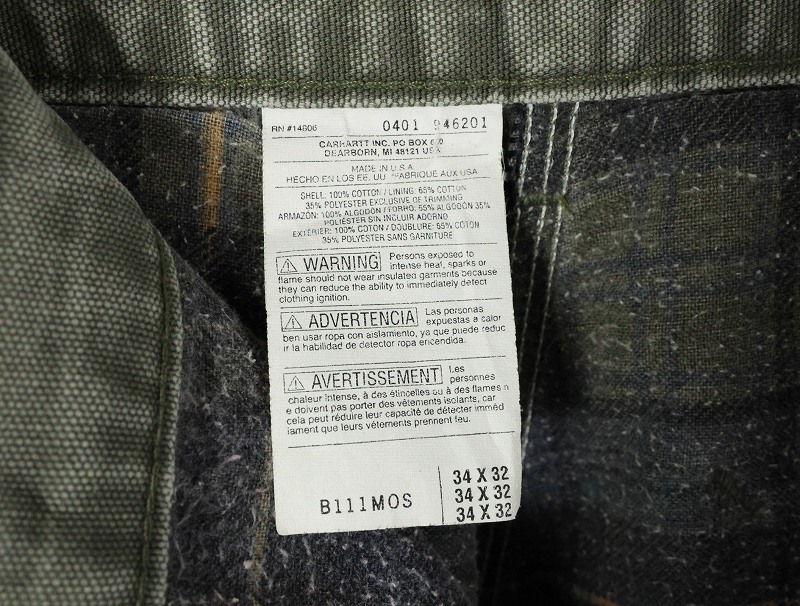 RN #14806 0401 946201
CARHARTT INC. PO BOX 600
DEARBORN, MI 48121 USA
MADE IN U.S.A
HECHO EN LOS EE. UU. FABRIQUE AUX USA
SHELL: 100% COTTON / LINING: 65% COTTON
35% POLYESTER EXCLUSIVE OF TRIMMING
ARMAZON: 100% ALGODON / FORRO: 65% ALGODON 35%
POLIESTER SIN INCLUIR ADORNO
EXTERIER: 100% COTON / DOUBLURE: 65% COTON
35% POLYESTER SANS GARNITURE
WARNING Persons exposed to
intense heat, sparks or
flame should not wear insulated garments because
they can reduce the ability to immediately detect
clothing ignition.
ADVERTENCIA Las personas
expuestas a calor
ben usar ropa con aislamiento, ya que puede reduc
ir la habilidad de detector ropa encendida.
AVERTISSEMENT Les
personnes
chaleur intense, à des étincelles ou à des flammes n
e doivent pas porter des vêtements isolants, car
cela peut réduire leur capacité de détecter imméd
iament que leurs vêtements prennent feu.
B111MOS
34 X 32
34 X 32
34 X 32